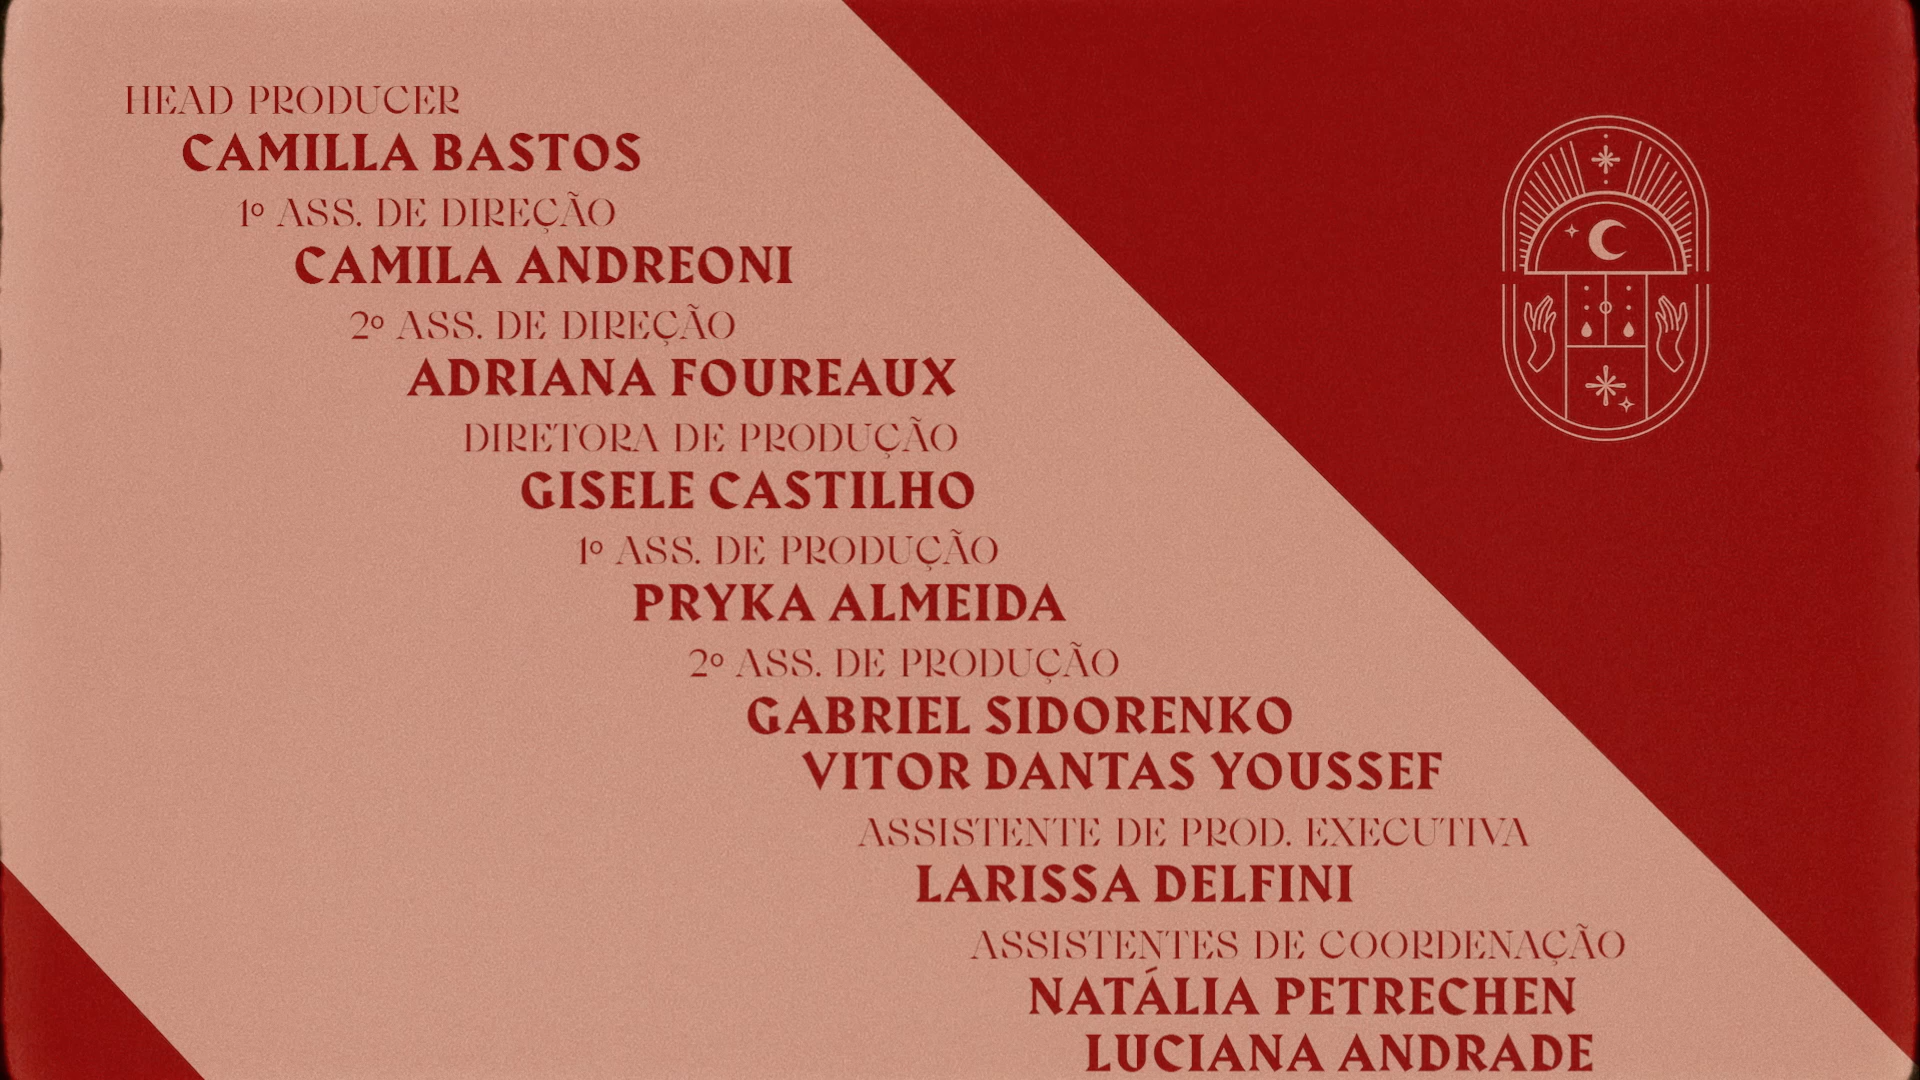 HEAD PRODUCER
CAMILLA BASTOS
1º ASS. DE DIREÇÃO
CAMILA ANDREONI
2º ASS. DE DIREÇÃO
ADRIANA FOUREAUX
DIRETORA DE PRODUÇÃO
GISELE CASTILHO
1º ASS. DE PRODUÇÃO
PRYKA ALMEIDA
2º ASS. DE PRODUÇÃO
GABRIEL SIDORENKO
VITOR DANTAS YOUSSEF
ASSISTENTE DE PROD. EXECUTIVA
LARISSA DELFINI
ASSISTENTES DE COORDENAÇÃO
NATÁLIA PETRECHEN
LUCIANA ANDRADE